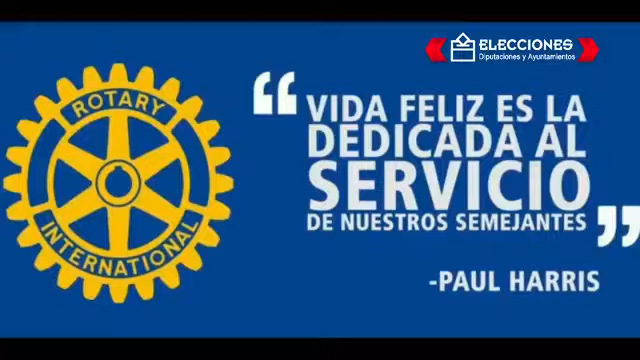 ELECCIONES
Diputaciones y Ayuntamientos
ROTARY
INTERNATIONAL
“VIDA FELIZ ES LA
DEDICADA AL
SERVICIO
DE NUESTROS SEMEJANTES”
-PAUL HARRIS